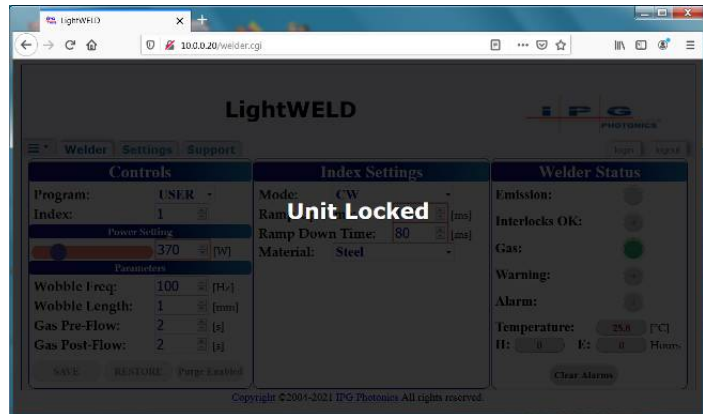 LightWELD
10.0.0.20/welder.cgi
LightWELD
IPG
PHOTONICS
Welder Settings Support
login logout
Controls
Program: USER
Index: 1
Power Setting
370 [W]
Parameters
Wobble Freq: 100 [Hz]
Wobble Length: 1 [mm]
Gas Pre-Flow: 2 [s]
Gas Post-Flow: 2 [s]
SAVE RESTORE Purge Enabled
Index Settings
Mode: CW
Ramp [ms]
Unit Locked
Ramp Down Time: 80 [ms]
Material: Steel
Welder Status
Emission:
Interlocks OK:
Gas:
Warning:
Alarm:
Temperature: 25.0 [°C]
H: 0 E: 0 Hours
Clear Alarms
Copyright ©2004-2021 IPG Photonics All rights reserved.